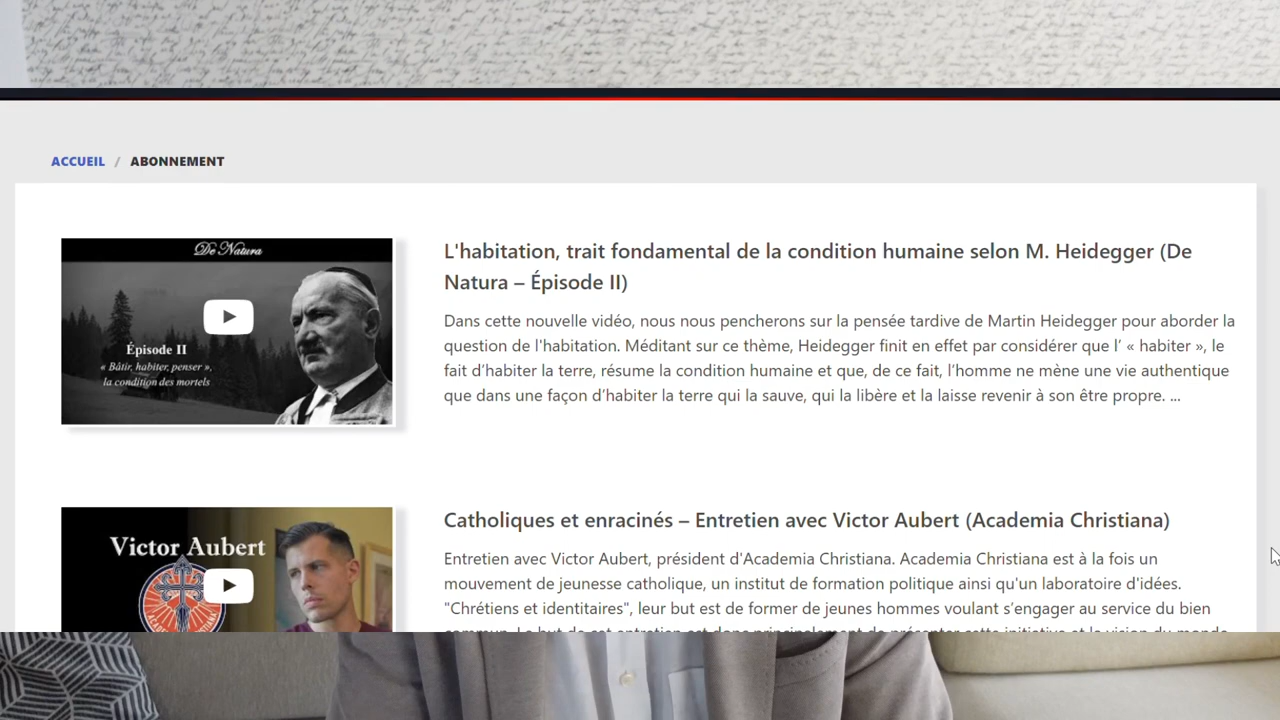 ACCUEIL / ABONNEMENT
De Natura
Épisode II
« Bâtir, habiter, penser »,
la condition des mortels
L'habitation, trait fondamental de la condition humaine selon M. Heidegger (De
Natura – Épisode II)
Dans cette nouvelle vidéo, nous nous pencherons sur la pensée tardive de Martin Heidegger pour aborder la
question de l'habitation. Méditant sur ce thème, Heidegger finit en effet par considérer que l' « habiter », le
fait d'habiter la terre, résume la condition humaine et que, de ce fait, l'homme ne mène une vie authentique
que dans une façon d'habiter la terre qui la sauve, qui la libère et la laisse revenir à son être propre. ...
Victor Aubert
Catholiques et enracinés – Entretien avec Victor Aubert (Academia Christiana)
Entretien avec Victor Aubert, président d'Academia Christiana. Academia Christiana est à la fois un
mouvement de jeunesse catholique, un institut de formation politique ainsi qu'un laboratoire d'idées.
"Chrétiens et identitaires", leur but est de former de jeunes hommes voulant s'engager au service du bien